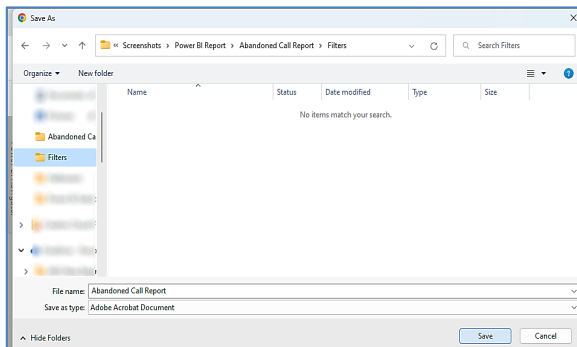 Save As
« Screenshots > Power BI Report > Abandoned Call Report > Filters
Search Filters
Organize New folder
Name Status Date modified Type Size
No items match your search.
Abandoned Ca
Filters
File name: Abandoned Call Report
Save as type: Adobe Acrobat Document
Hide Folders Save Cancel